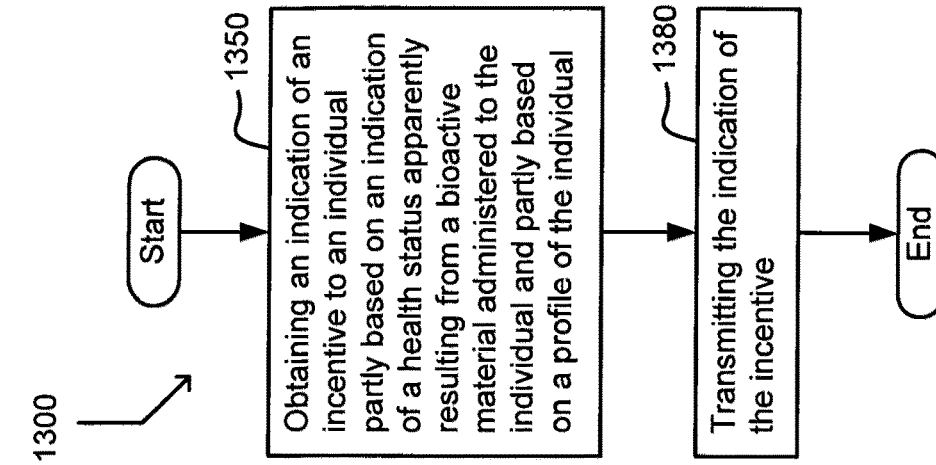 1300
Start
1350
Obtaining an indication of an
incentive to an individual
partly based on an indication
of a health status apparently
resulting from a bioactive
material administered to the
individual and partly based
on a profile of the individual
1380
Transmitting the indication of
the incentive
End